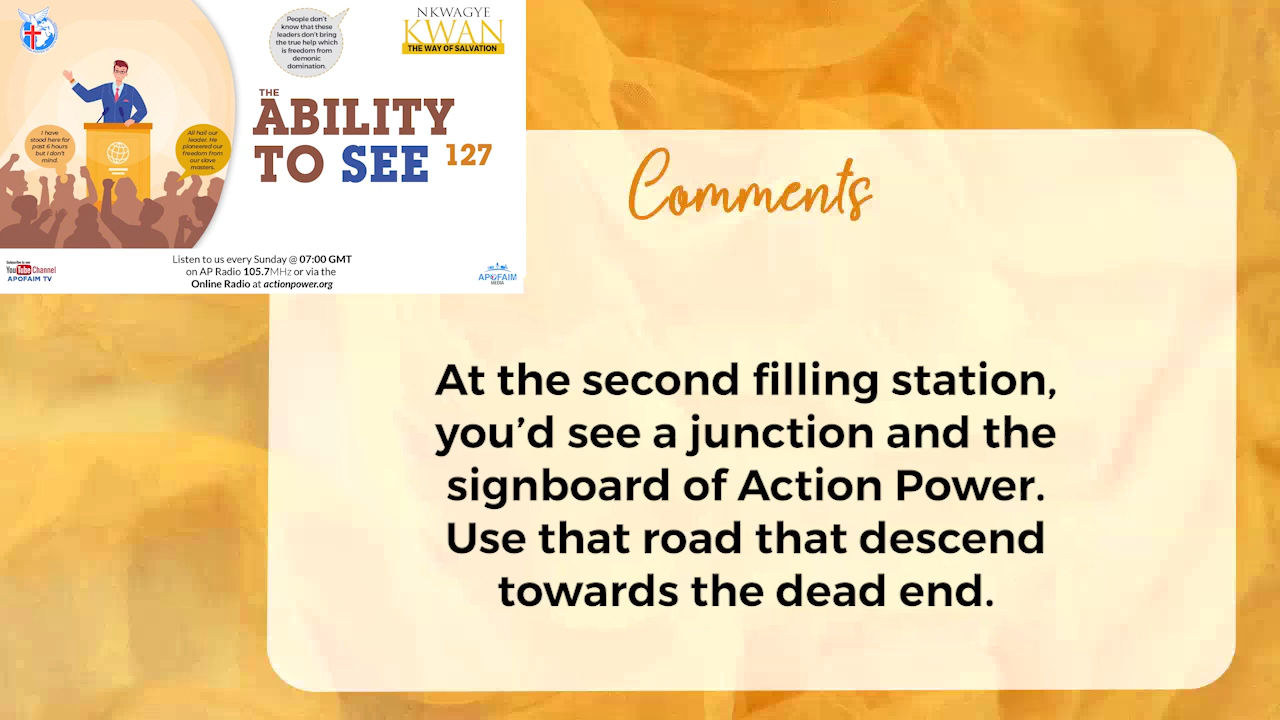 People don't
know that these
leaders don't bring
the true help which
is freedom from
demonic
domination.
NKWAGYE
KWAN
THE WAY OF SALVATION
I have
stood here for
past 6 hours
but I don't
mind.
All hail our
leader. He
pioneered our
freedom from
our slave
masters.
THE
ABILITY
TO SEE 127
Listen to us every Sunday @ 07:00 GMT
on AP Radio 105.7MHz or via the
Online Radio at actionpower.org
Subscribe to our
YouTube Channel
APOFAIM TV
APOFAIM
MEDIA
Comments
At the second filling station,
you'd see a junction and the
signboard of Action Power.
Use that road that descend
towards the dead end.